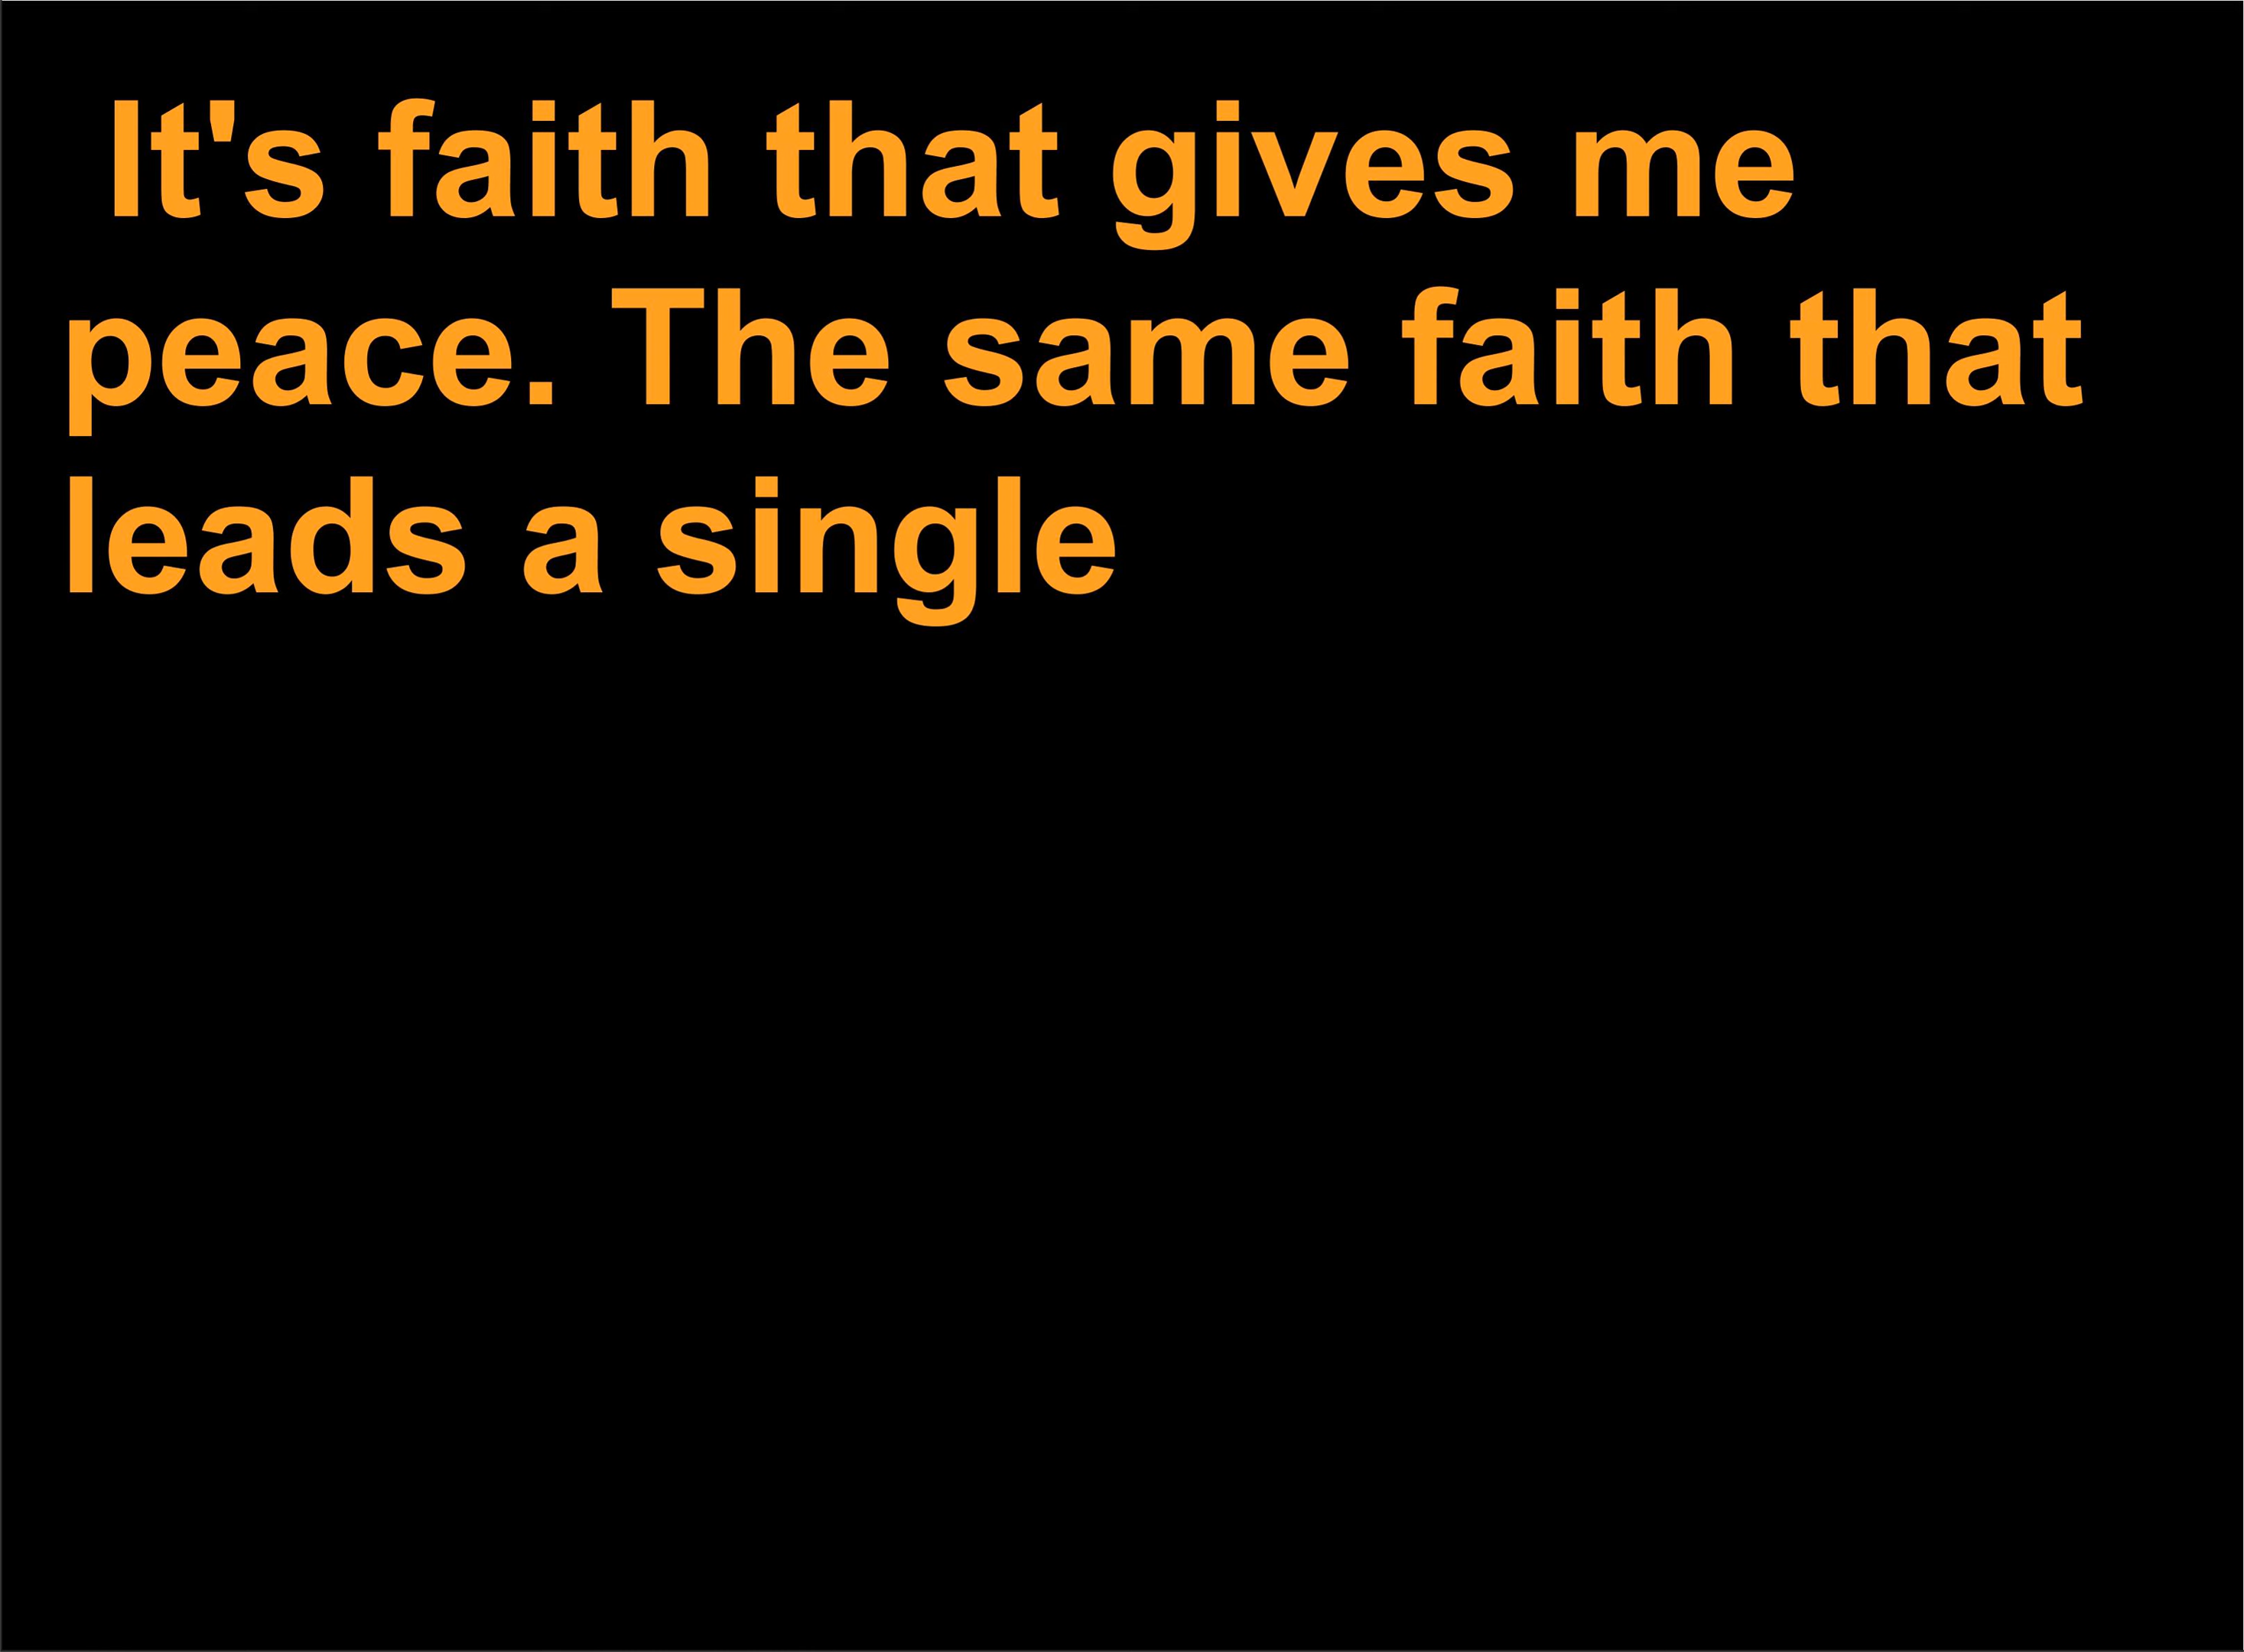 It's faith that gives me
peace. The same faith that
leads a single